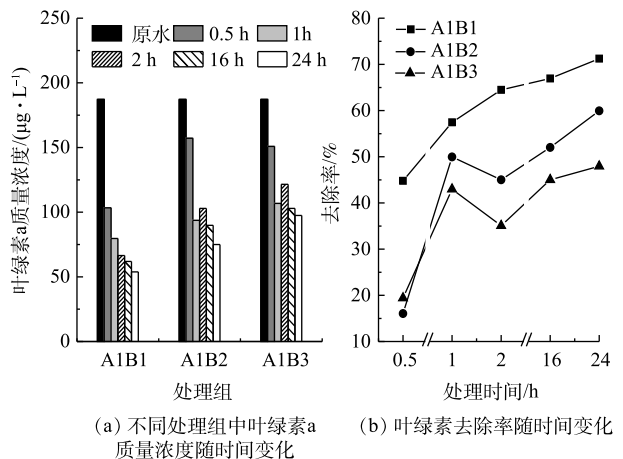 250
200
150
100
50
0
叶绿素a质量浓度/(μg·L⁻¹)
原水 0.5 h 1h
2 h 16 h 24 h
A1B1 A1B2 A1B3
处理组
(a) 不同处理组中叶绿素a
质量浓度随时间变化
80
70
60
50
40
30
20
10
去除率/%
A1B1
A1B2
A1B3
0.5 1 2 16 24
处理时间/h
(b) 叶绿素去除率随时间变化